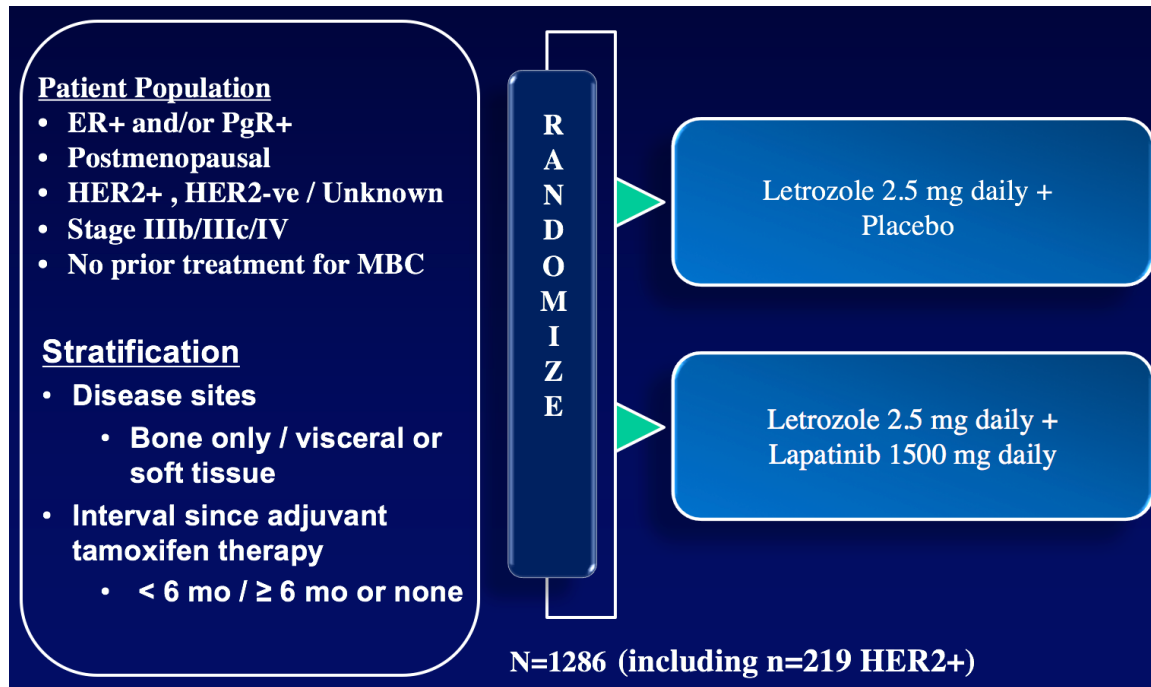 Patient Population
• ER+ and/or PgR+
• Postmenopausal
• HER2+ , HER2-ve / Unknown
• Stage IIIb/IIIc/IV
• No prior treatment for MBC
Stratification
• Disease sites
• Bone only / visceral or
soft tissue
• Interval since adjuvant
tamoxifen therapy
• < 6 mo / ≥ 6 mo or none
R
A
N
D
O
M
I
Z
E
Letrozole 2.5 mg daily +
Placebo
Letrozole 2.5 mg daily +
Lapatinib 1500 mg daily
N=1286 (including n=219 HER2+)